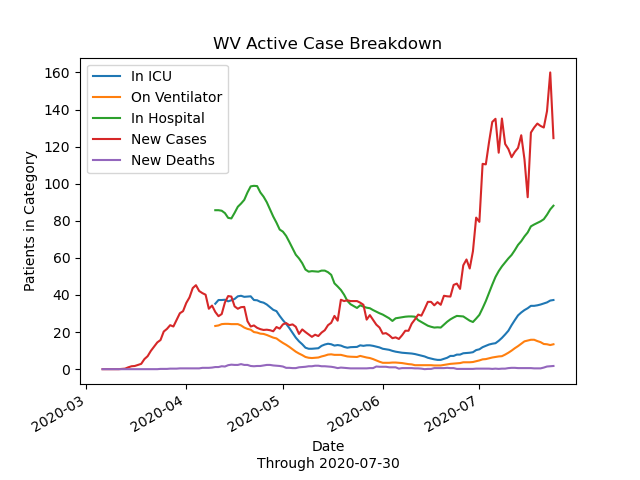 WV Active Case Breakdown
In ICU
On Ventilator
In Hospital
New Cases
New Deaths
Patients in Category
160
140
120
100
80
60
40
20
0
2020-03
2020-04
2020-05
2020-06
2020-07
Date
Through 2020-07-30